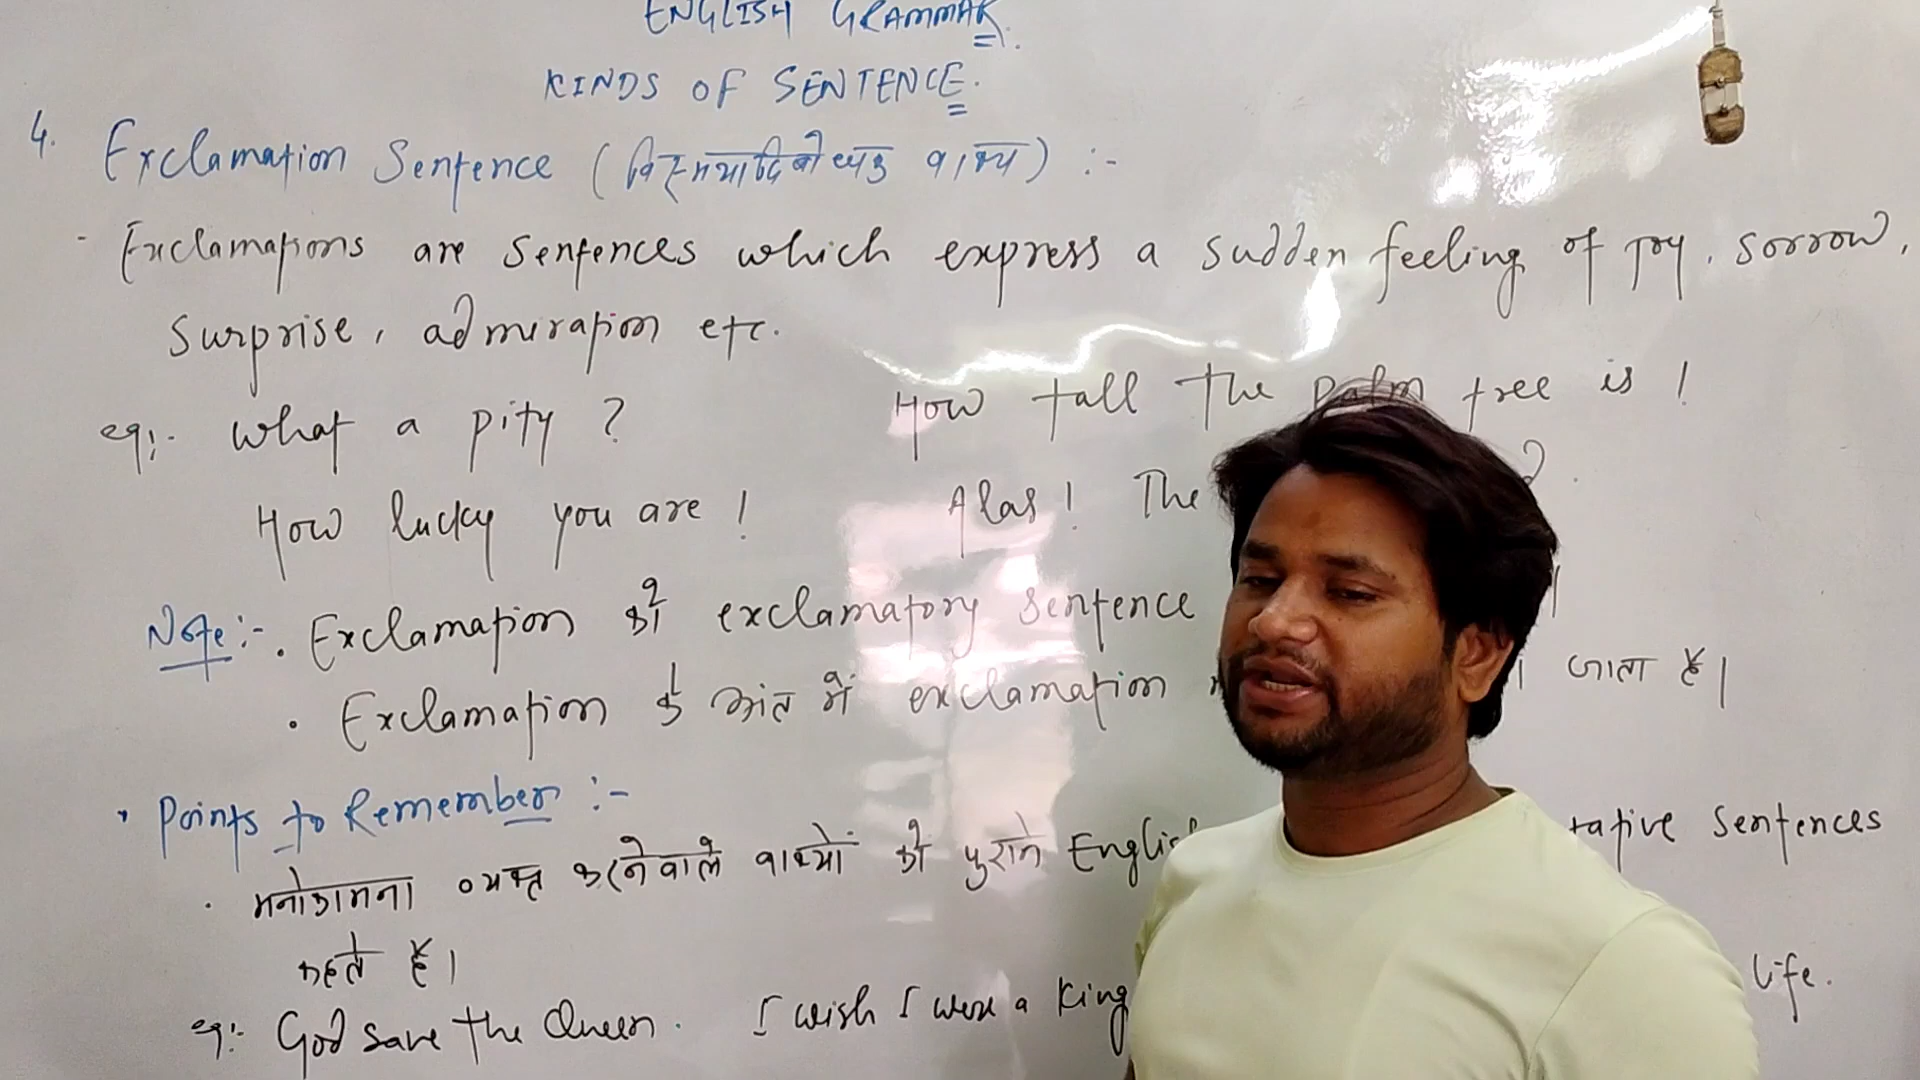 ENGLISH GRAMMAR.
KINDS OF SENTENCE.
4. Exclamation Sentence (विस्मयादिबोधक वाक्य) :-
- Exclamations are sentences which express a sudden feeling of joy, sorrow,
surprise, admiration etc.
eg:- What a pity ? How tall the palm tree is !
How lucky you are ! Alas ! The
Note:- . Exclamation को exclamatory sentence
. Exclamation के अंत में exclamation जाता है।
. Points to Remember :-
. मनोकामना व्यक्त करनेवाले वाक्यों को पुराने English tative sentences
कहते हैं।
eg:- God save the Queen. I wish I were a king life.